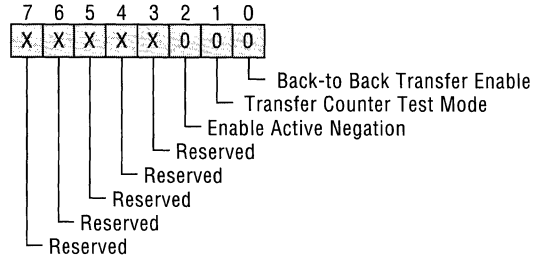 7 6 5 4 3 2 1 0
X X X X X 0 0 0
Back-to Back Transfer Enable
Transfer Counter Test Mode
Enable Active Negation
Reserved
Reserved
Reserved
Reserved
Reserved